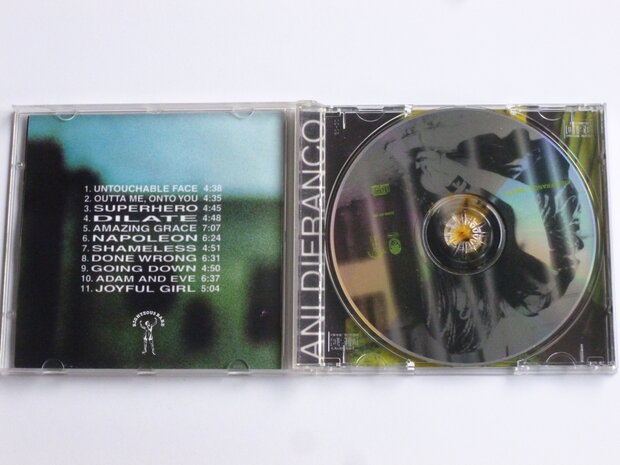 1. UNTOUCHABLE FACE 4:38
2. OUTTA ME, ONTO YOU 4:35
3. SUPERHERO 4:45
4. DILATE 4:48
5. AMAZING GRACE 7:07
6. NAPOLEON 6:24
7. SHAMELESS 4:51
8. DONE WRONG 6:31
9. GOING DOWN 4:50
10. ADAM AND EVE 6:37
11. JOYFUL GIRL 5:04
RIGHTEOUS BABE
ANI DIFRANCO